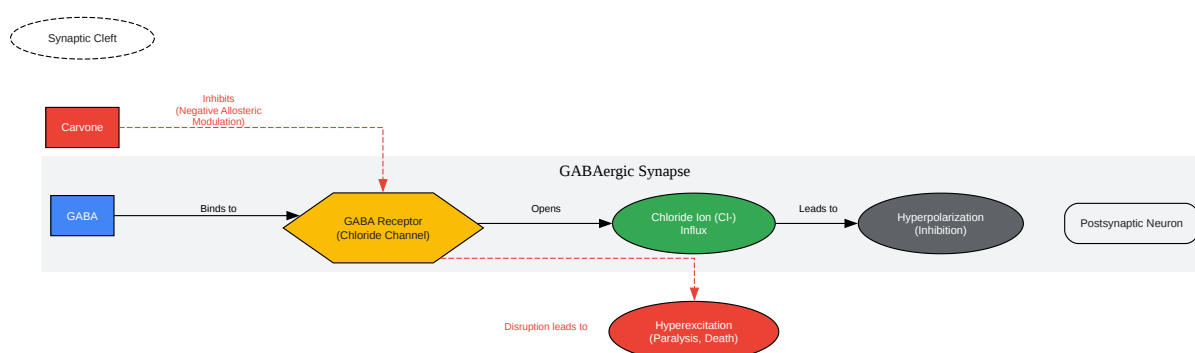 Synaptic Cleft
Inhibits
(Negative Allosteric
Modulation)
Carvone
GABAergic Synapse
GABA
Binds to
GABA Receptor
(Chloride Channel)
Opens
Chloride Ion (Cl-)
Influx
Leads to
Hyperpolarization
(Inhibition)
Postsynaptic Neuron
Disruption leads to
Hyperexcitation
(Paralysis, Death)